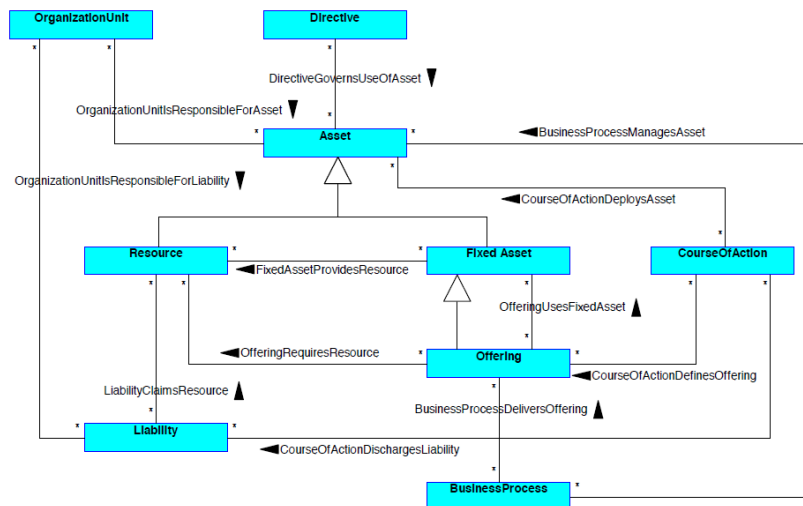 OrganizationUnit
Directive
*
*
*
DirectiveGovernsUseOfAsset
OrganizationUnitIsResponsibleForAsset
*
*
*
Asset
BusinessProcessManagesAsset
*
OrganizationUnitIsResponsibleForLiability
CourseOfActionDeploysAsset
*
Resource
*
*
Fixed Asset
CourseOfAction
FixedAssetProvidesResource
*
*
*
*
*
OfferingUsesFixedAsset
*
OfferingRequiresResource
*
*
Offering
*
CourseOfActionDefinesOffering
LiabilityClaimsResource
*
BusinessProcessDeliversOffering
*
*
*
Liability
CourseOfActionDischargesLiability
*
*
BusinessProcess